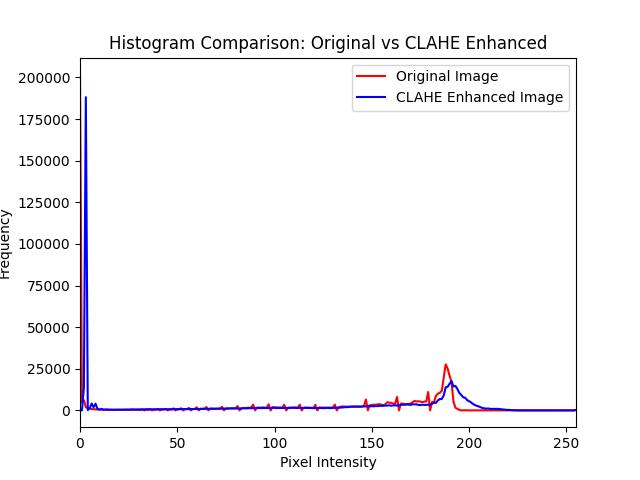 Histogram Comparison: Original vs CLAHE Enhanced
Original Image
CLAHE Enhanced Image
200000
175000
150000
125000
100000
75000
50000
25000
0
Frequency
0 50 100 150 200 250
Pixel Intensity